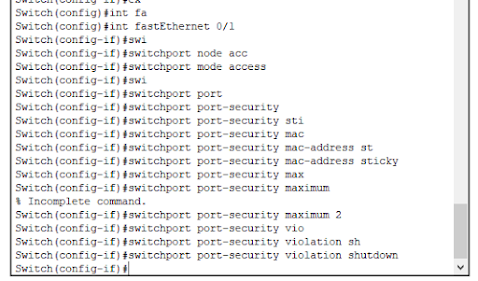 Switch(config-if)#ex
Switch(config)#int fa
Switch(config)#int fastEthernet 0/1
Switch(config-if)#swi
Switch(config-if)#switchport node acc
Switch(config-if)#switchport mode access
Switch(config-if)#swi
Switch(config-if)#switchport port
Switch(config-if)#switchport port-security
Switch(config-if)#switchport port-security sti
Switch(config-if)#switchport port-security mac
Switch(config-if)#switchport port-security mac-address st
Switch(config-if)#switchport port-security mac-address sticky
Switch(config-if)#switchport port-security max
Switch(config-if)#switchport port-security maximum
% Incomplete command.
Switch(config-if)#switchport port-security maximum 2
Switch(config-if)#switchport port-security vio
Switch(config-if)#switchport port-security violation sh
Switch(config-if)#switchport port-security violation shutdown
Switch(config-if)#